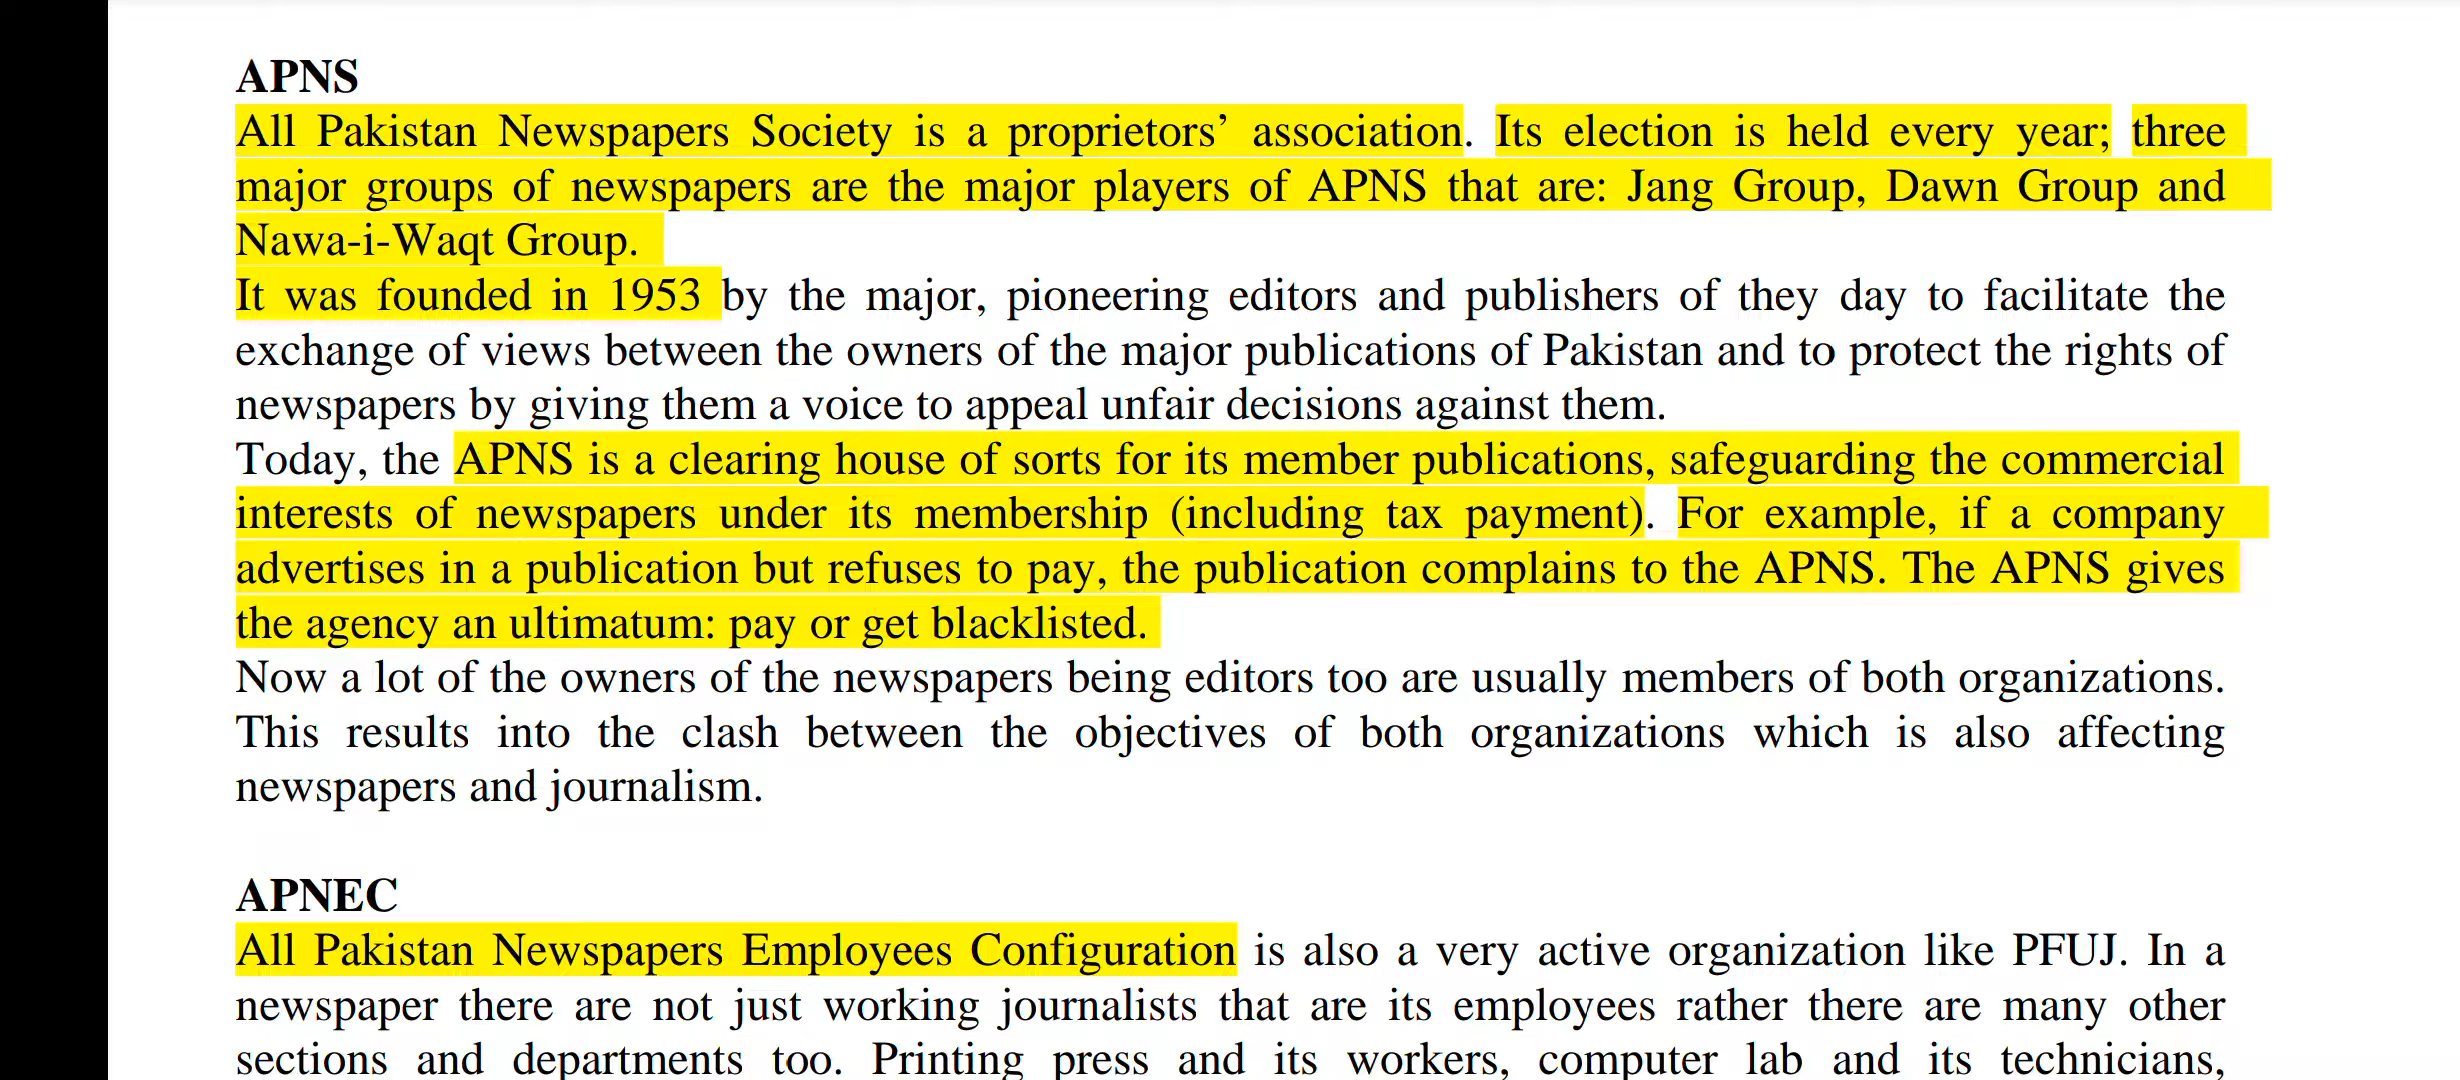 APNS
All Pakistan Newspapers Society is a proprietors’ association. Its election is held every year; three
major groups of newspapers are the major players of APNS that are: Jang Group, Dawn Group and
Nawa-i-Waqt Group.
It was founded in 1953 by the major, pioneering editors and publishers of they day to facilitate the
exchange of views between the owners of the major publications of Pakistan and to protect the rights of
newspapers by giving them a voice to appeal unfair decisions against them.
Today, the APNS is a clearing house of sorts for its member publications, safeguarding the commercial
interests of newspapers under its membership (including tax payment). For example, if a company
advertises in a publication but refuses to pay, the publication complains to the APNS. The APNS gives
the agency an ultimatum: pay or get blacklisted.
Now a lot of the owners of the newspapers being editors too are usually members of both organizations.
This results into the clash between the objectives of both organizations which is also affecting
newspapers and journalism.
APNEC
All Pakistan Newspapers Employees Configuration is also a very active organization like PFUJ. In a
newspaper there are not just working journalists that are its employees rather there are many other
sections and departments too. Printing press and its workers, computer lab and its technicians,